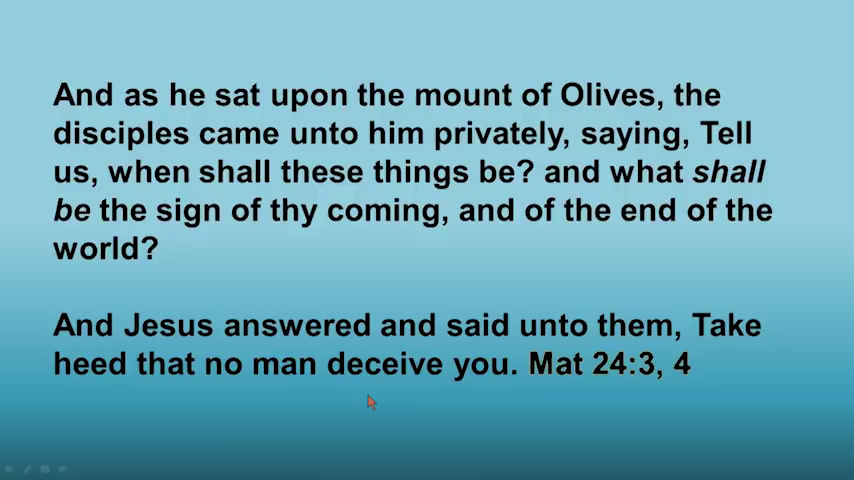 And as he sat upon the mount of Olives, the
disciples came unto him privately, saying, Tell
us, when shall these things be? and what shall
be the sign of thy coming, and of the end of the
world?
And Jesus answered and said unto them, Take
heed that no man deceive you. Mat 24:3, 4